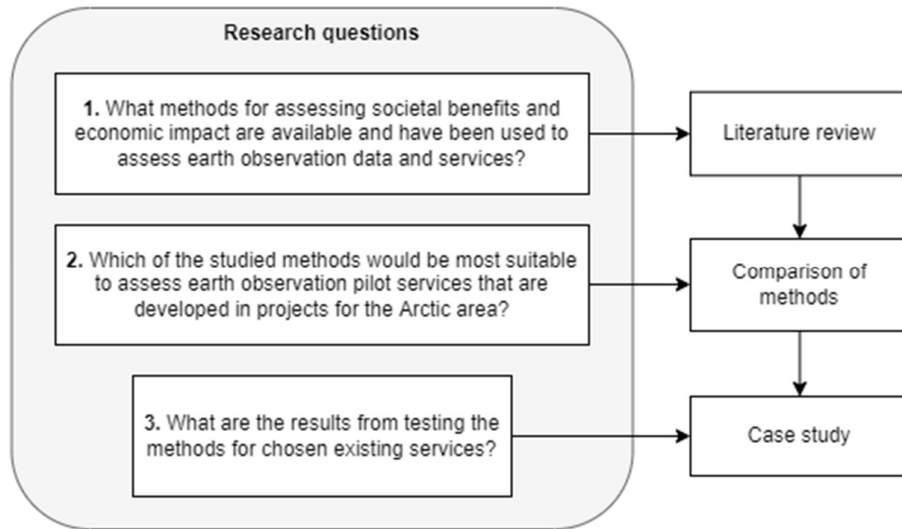 Research questions
1. What methods for assessing societal benefits and
economic impact are available and have been used to
assess earth observation data and services?
Literature review
2. Which of the studied methods would be most suitable
to assess earth observation pilot services that are
developed in projects for the Arctic area?
Comparison of
methods
3. What are the results from testing the
methods for chosen existing services?
Case study